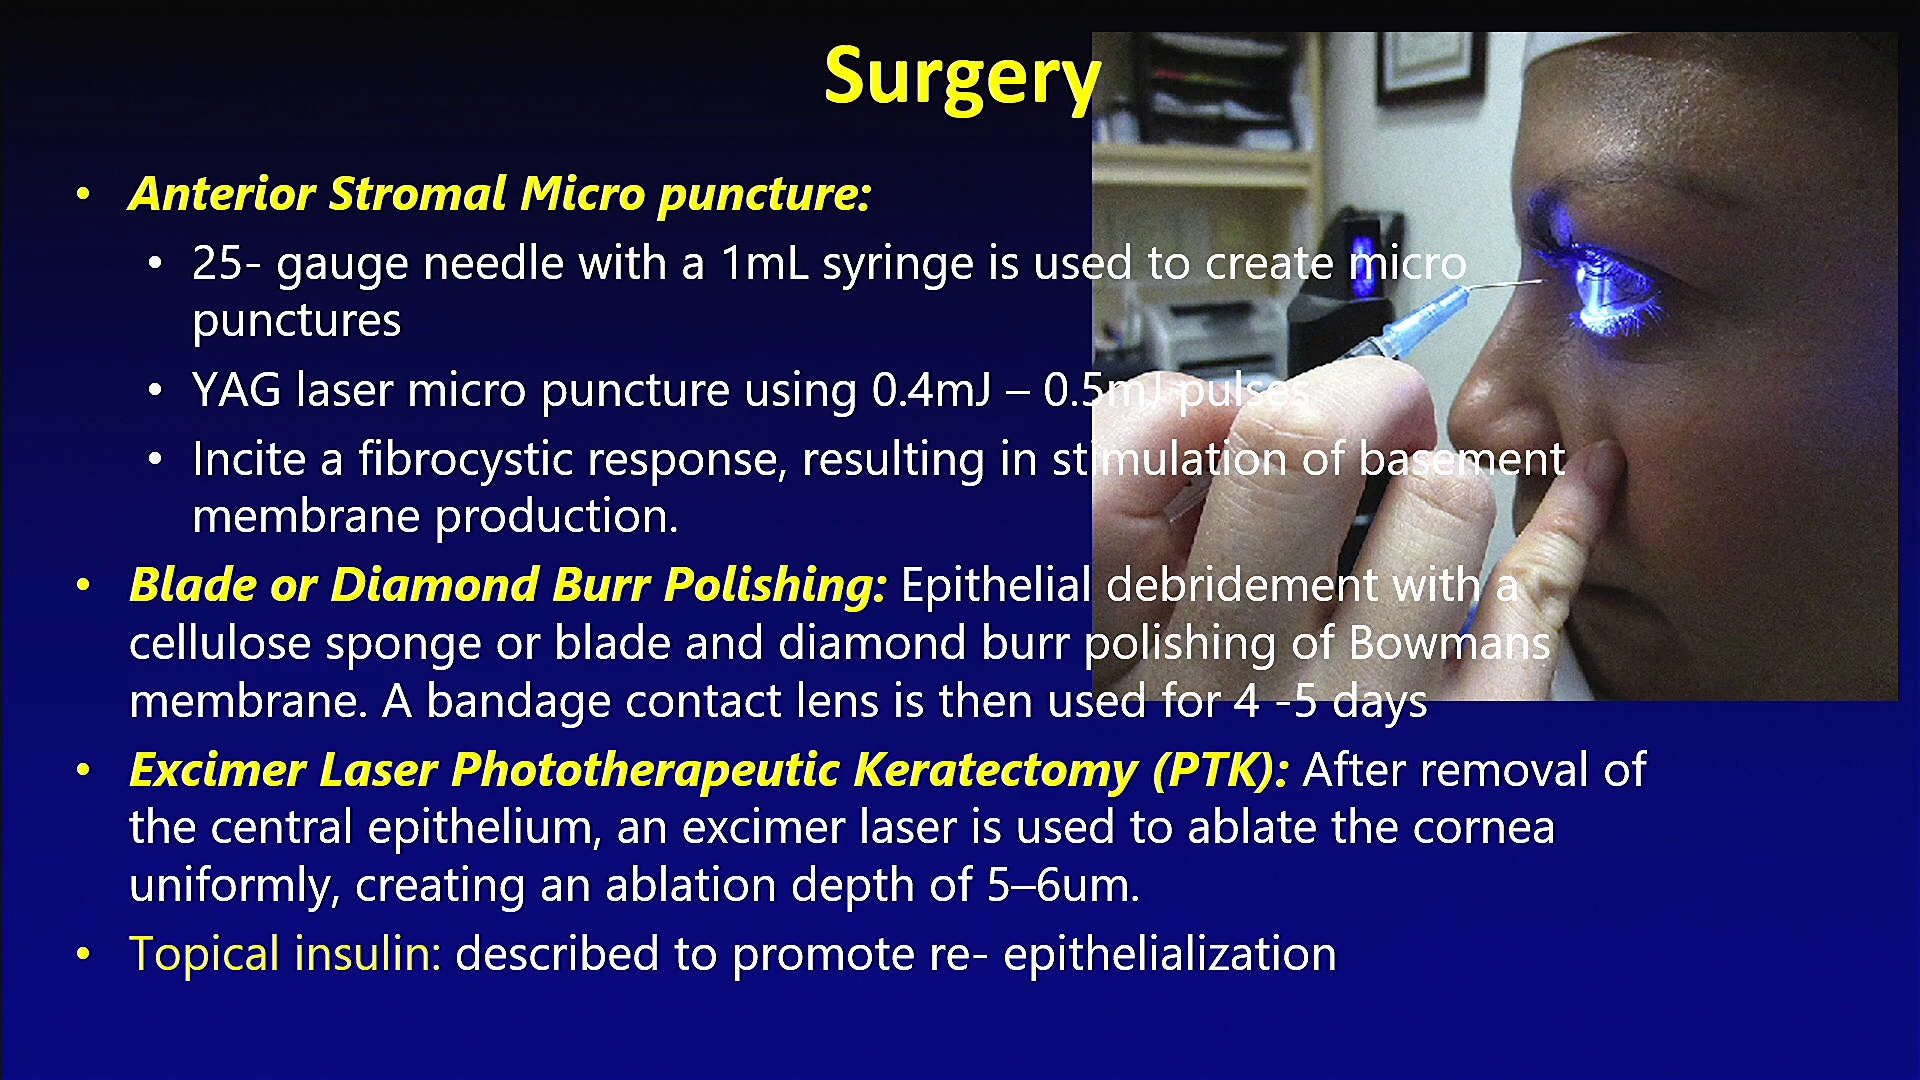 Surgery
• Anterior Stromal Micro puncture:
• 25- gauge needle with a 1mL syringe is used to create micro
punctures
• YAG laser micro puncture using 0.4mJ – 0.5mJ pulses
• Incite a fibrocystic response, resulting in stimulation of basement
membrane production.
• Blade or Diamond Burr Polishing: Epithelial debridement with a
cellulose sponge or blade and diamond burr polishing of Bowmans
membrane. A bandage contact lens is then used for 4 -5 days
• Excimer Laser Phototherapeutic Keratectomy (PTK): After removal of
the central epithelium, an excimer laser is used to ablate the cornea
uniformly, creating an ablation depth of 5–6um.
• Topical insulin: described to promote re- epithelialization